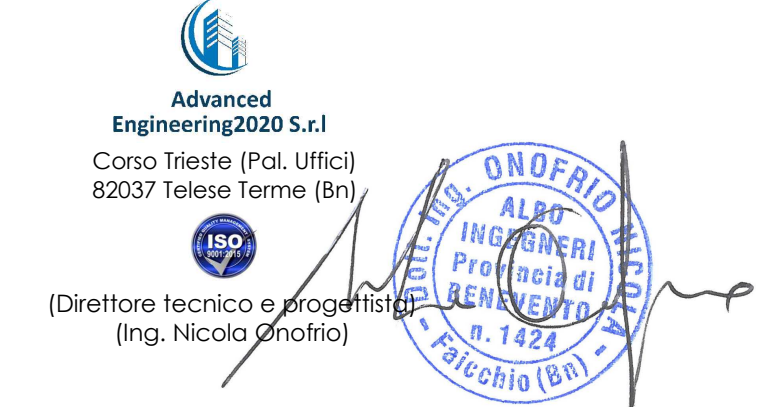 Advanced
Engineering2020 S.r.l
Corso Trieste (Pal. Uffici)
82037 Telese Terme (Bn)
ISO
9001:2015
(Direttore tecnico e progettista)
(Ing. Nicola Onofrio)
Dott. Ing. ONOFRIO NICOLA
ALBO
INGEGNERI
Provincia di
BENEVENTO
n. 1424
- Faicchio (Bn) -